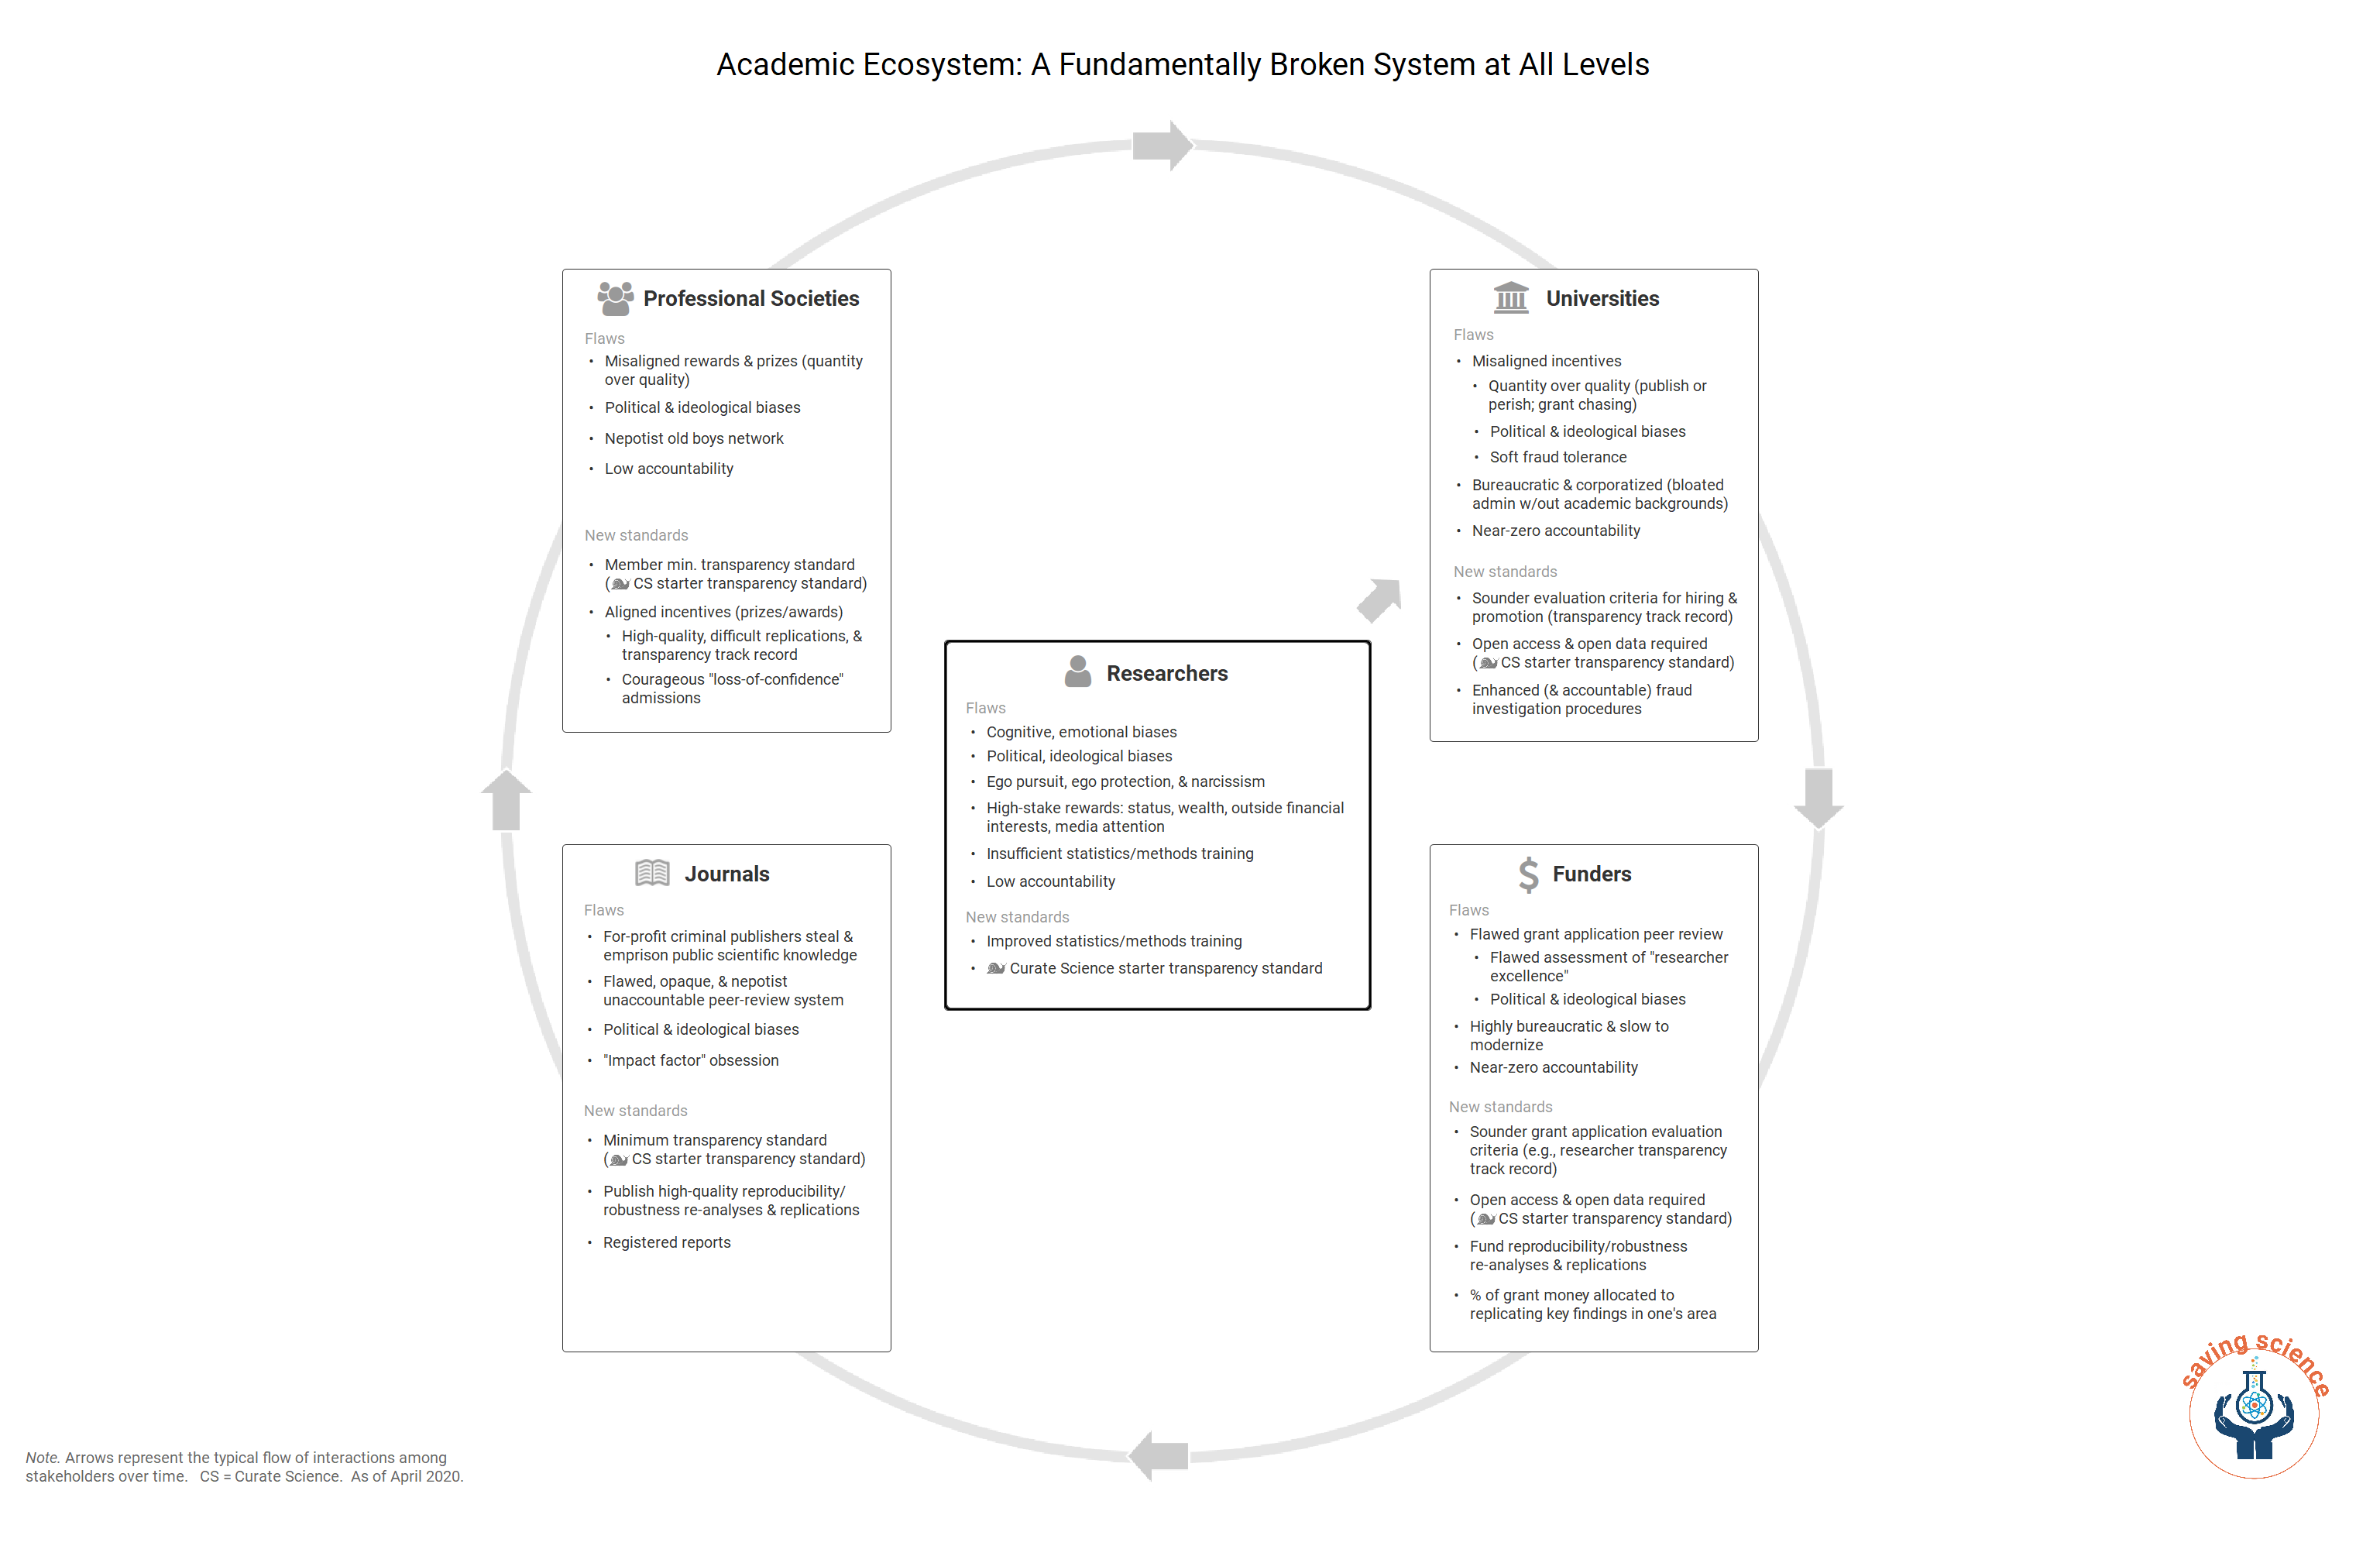 Academic Ecosystem: A Fundamentally Broken System at All Levels
Professional Societies
Flaws
• Misaligned rewards & prizes (quantity
over quality)
• Political & ideological biases
• Nepotist old boys network
• Low accountability
New standards
• Member min. transparency standard
( CS starter transparency standard)
• Aligned incentives (prizes/awards)
• High-quality, difficult replications, &
transparency track record
• Courageous "loss-of-confidence"
admissions
Universities
Flaws
• Misaligned incentives
• Quantity over quality (publish or
perish; grant chasing)
• Political & ideological biases
• Soft fraud tolerance
• Bureaucratic & corporatized (bloated
admin w/out academic backgrounds)
• Near-zero accountability
New standards
• Sounder evaluation criteria for hiring &
promotion (transparency track record)
• Open access & open data required
( CS starter transparency standard)
• Enhanced (& accountable) fraud
investigation procedures
Researchers
Flaws
• Cognitive, emotional biases
• Political, ideological biases
• Ego pursuit, ego protection, & narcissism
• High-stake rewards: status, wealth, outside financial
interests, media attention
• Insufficient statistics/methods training
• Low accountability
New standards
• Improved statistics/methods training
• Curate Science starter transparency standard
Journals
Flaws
• For-profit criminal publishers steal &
emprison public scientific knowledge
• Flawed, opaque, & nepotist
unaccountable peer-review system
• Political & ideological biases
• "Impact factor" obsession
New standards
• Minimum transparency standard
( CS starter transparency standard)
• Publish high-quality reproducibility/
robustness re-analyses & replications
• Registered reports
$ Funders
Flaws
• Flawed grant application peer review
• Flawed assessment of "researcher
excellence"
• Political & ideological biases
• Highly bureaucratic & slow to
modernize
• Near-zero accountability
New standards
• Sounder grant application evaluation
criteria (e.g., researcher transparency
track record)
• Open access & open data required
( CS starter transparency standard)
• Fund reproducibility/robustness
re-analyses & replications
• % of grant money allocated to
replicating key findings in one's area
saving science
Note. Arrows represent the typical flow of interactions among
stakeholders over time. CS = Curate Science. As of April 2020.